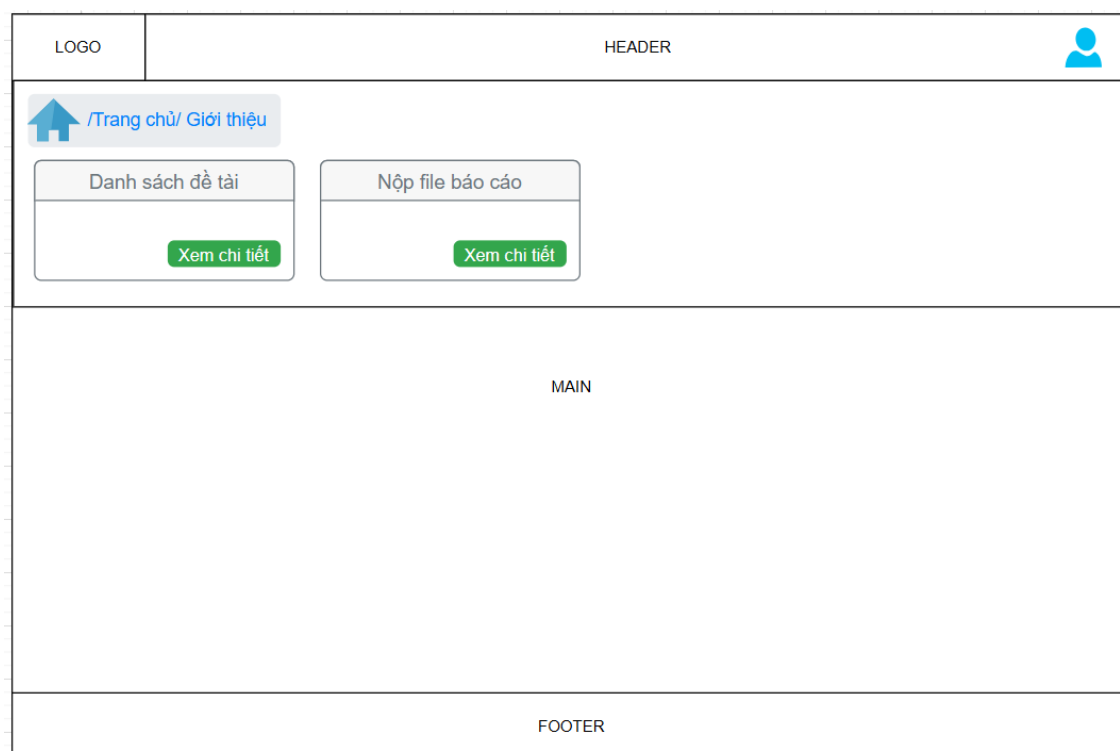 LOGO
HEADER
/Trang chủ/ Giới thiệu
Danh sách đề tài
Nộp file báo cáo
Xem chi tiết
Xem chi tiết
MAIN
FOOTER